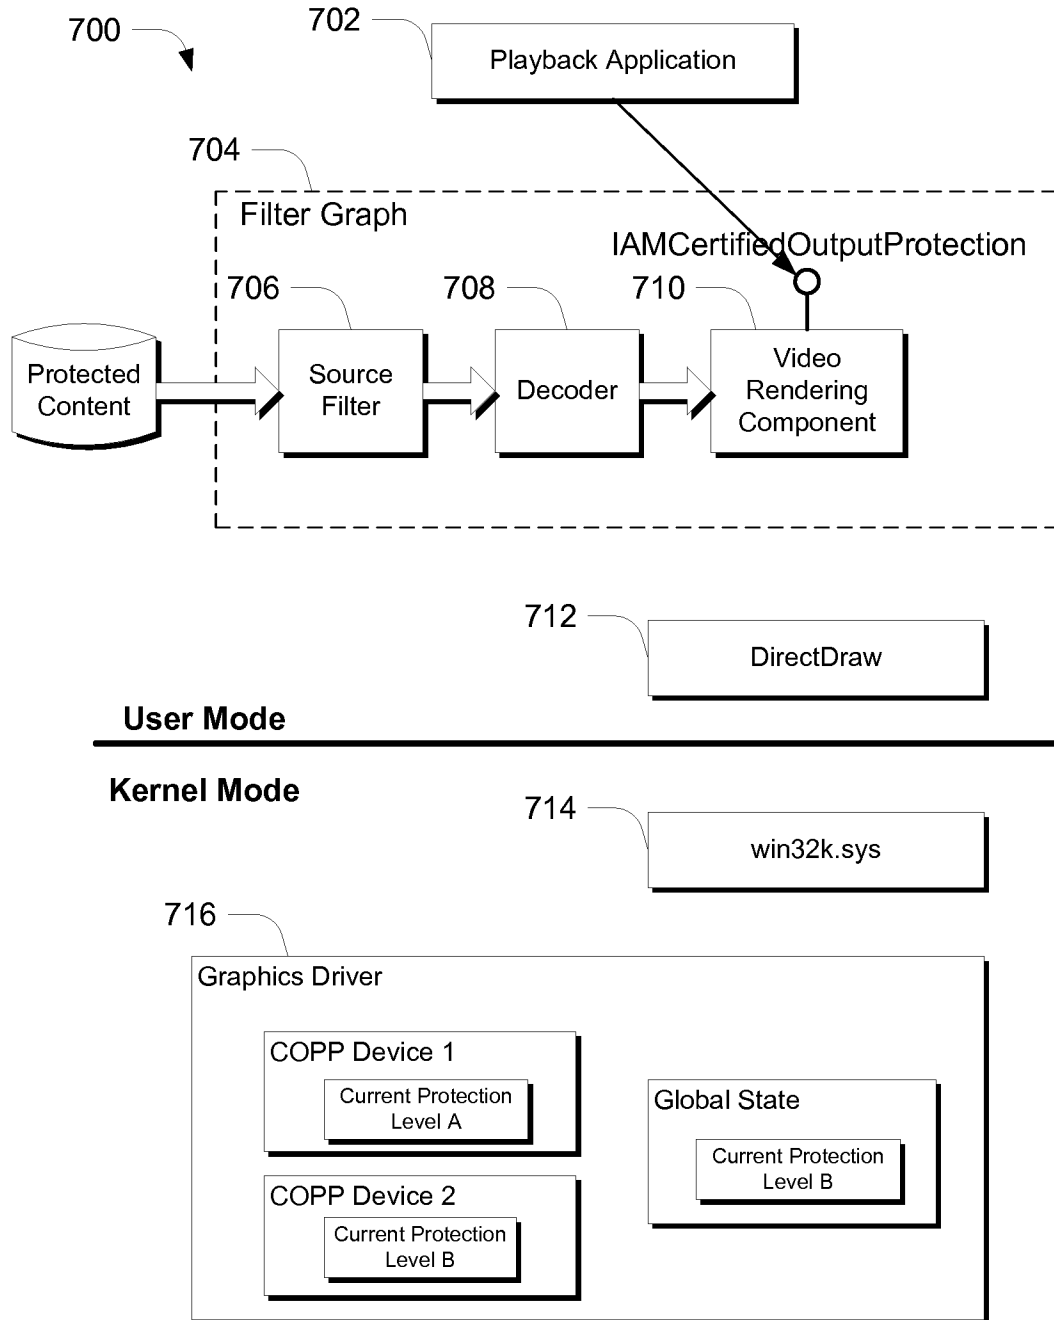 700
702
Playback Application
704
Filter Graph
IAMCertifiedOutputProtection
706
708
710
Protected
Content
Source
Filter
Decoder
Video
Rendering
Component
712
DirectDraw
User Mode
Kernel Mode
714
win32k.sys
716
Graphics Driver
COPP Device 1
Current Protection
Level A
Global State
Current Protection
Level B
COPP Device 2
Current Protection
Level B